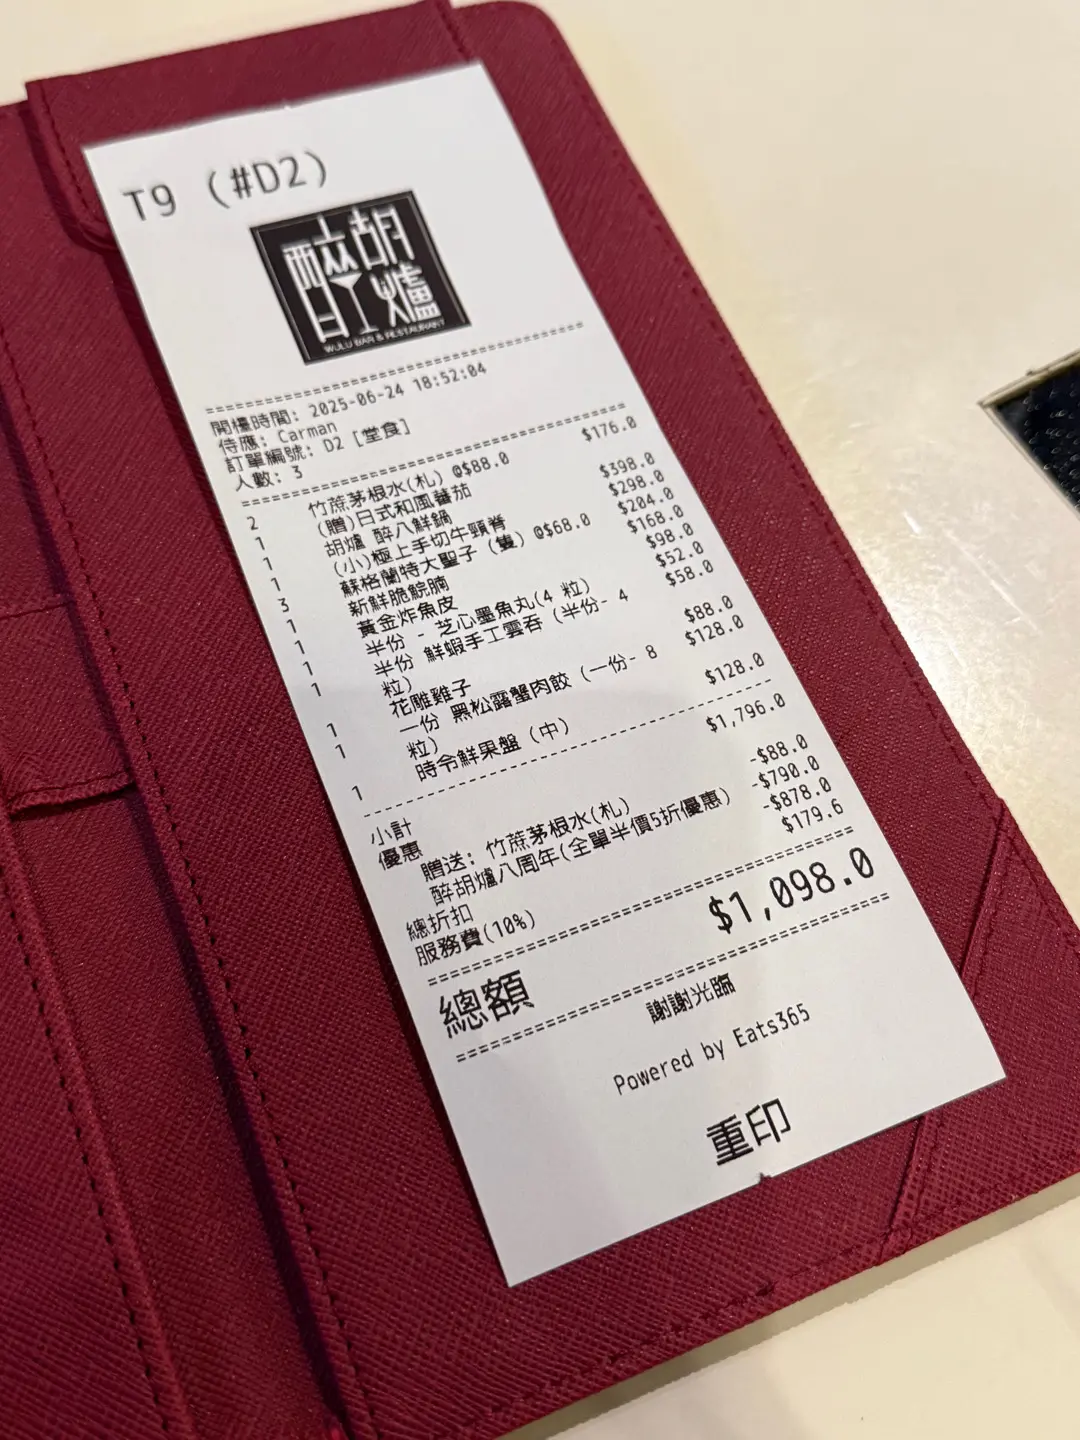 T9 (#D2)
醉胡爐
WULU BAR & RESTAURANT
開檯時間: 2025-06-24 18:52:04
侍應: Carman
訂單編號: D2 [堂食]
人數: 3
2 竹蔗茅根水(札) @$88.0 $176.0
1 (贈)日式和風蕃茄
1 胡爐 醉八鮮鍋 $398.0
1 (小)極上手切牛頸脊 $298.0
3 蘇格蘭特大聖子 (隻) @$68.0 $204.0
1 新鮮脆鯇腩 $168.0
1 黃金炸魚皮 $98.0
1 半份 - 芝心墨魚丸(4 粒) $52.0
1 半份 鮮蝦手工雲吞 (半份- 4 $58.0
粒)
1 花雕雞子 $88.0
1 一份 黑松露蟹肉餃 (一份- 8 $128.0
粒)
1 時令鮮果盤 (中) $128.0
小計 $1,796.0
優惠
贈送: 竹蔗茅根水(札) -$88.0
醉胡爐八周年(全單半價5折優惠) -$790.0
總折扣 -$878.0
服務費(10%) $179.6
總額 $1,098.0
謝謝光臨
Powered by Eats365
重印